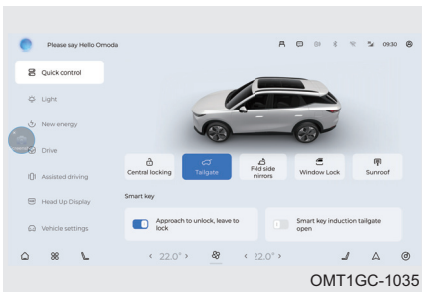 Please say Hello Omoda
09:30
Quick control
Light
New energy
Drive
Assisted driving
Head Up Display
Vehicle settings
Central locking
Tailgate
Fold side
mirrors
Window Lock
Sunroof
Smart key
Approach to unlock, leave to
lock
Smart key induction tailgate
open
< 22.0° >
< 22.0° >
OMT1GC-1035